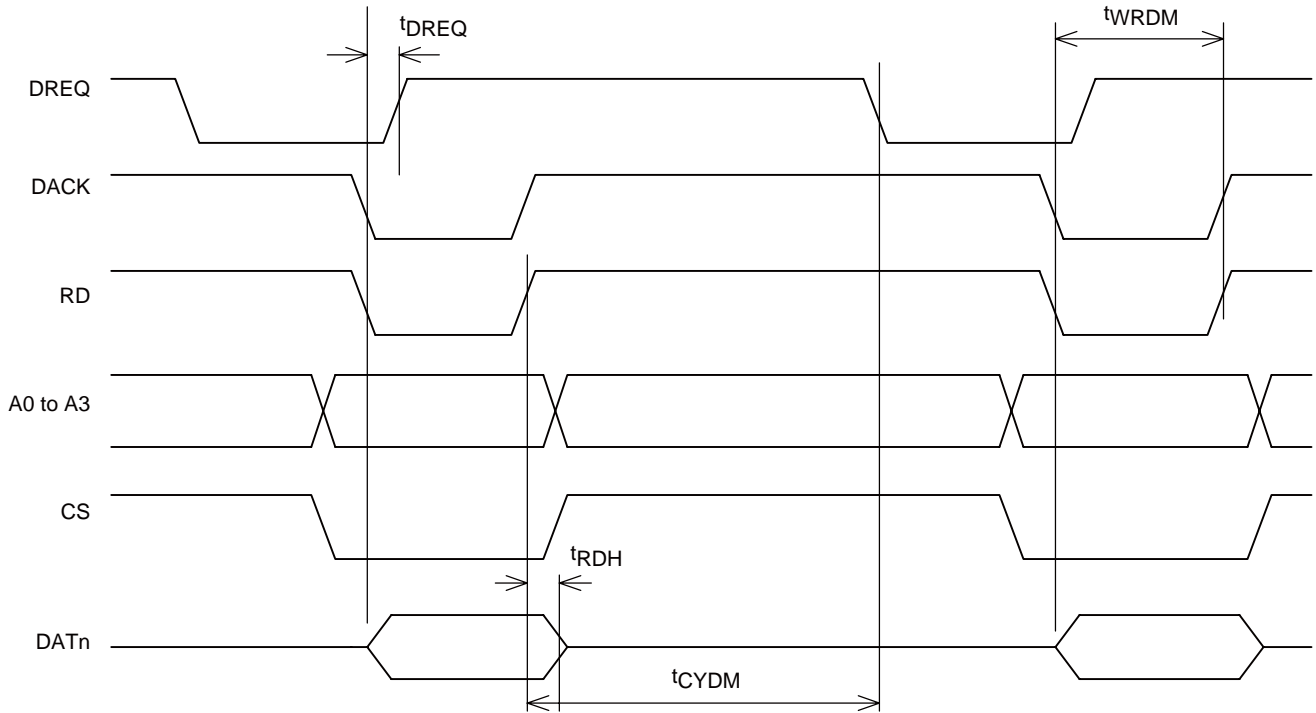 tDREQ
tWRDM
DREQ
DACK
RD
A0 to A3
CS
tRDH
DATn
tCYDM